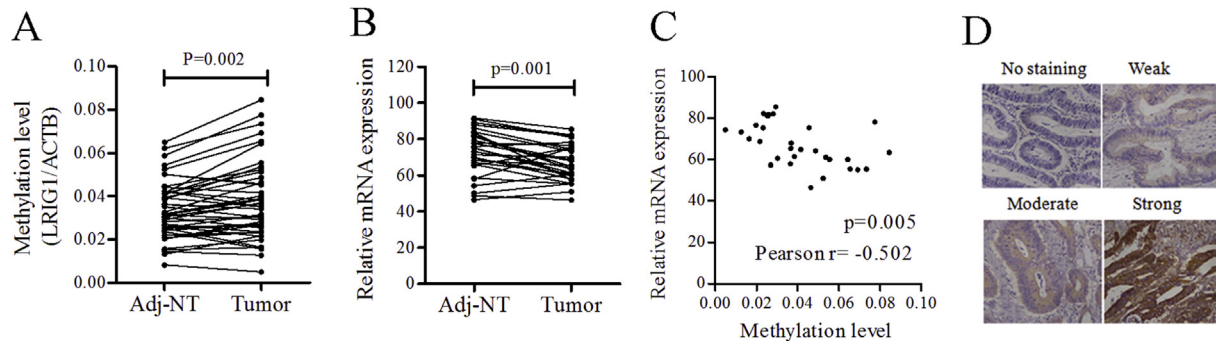 A
P=0.002
0.10
0.08
0.06
0.04
0.02
0.00
Methylation level
(LRIG1/ACTB)
Adj-NT Tumor
B
p=0.001
120
100
80
60
40
20
0
Relative mRNA expression
Adj-NT Tumor
C
100
80
60
40
20
0
Relative mRNA expression
p=0.005
Pearson r= -0.502
0.00 0.02 0.04 0.06 0.08 0.10
Methylation level
D
No staining Weak
Moderate Strong